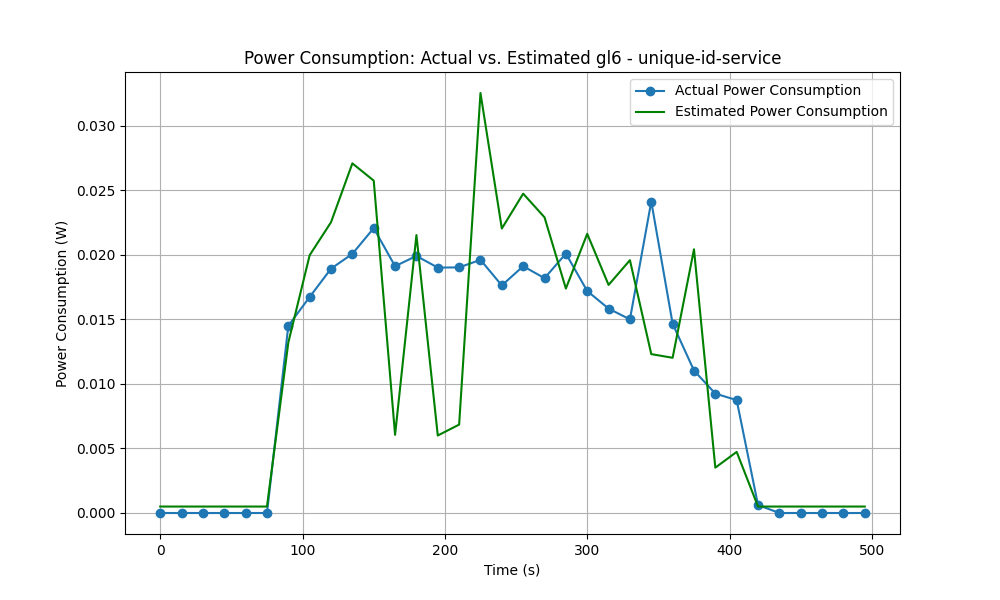 Power Consumption: Actual vs. Estimated gl6 - unique-id-service
Actual Power Consumption
Estimated Power Consumption
Power Consumption (W)
0.030
0.025
0.020
0.015
0.010
0.005
0.000
0
100
200
300
400
500
Time (s)